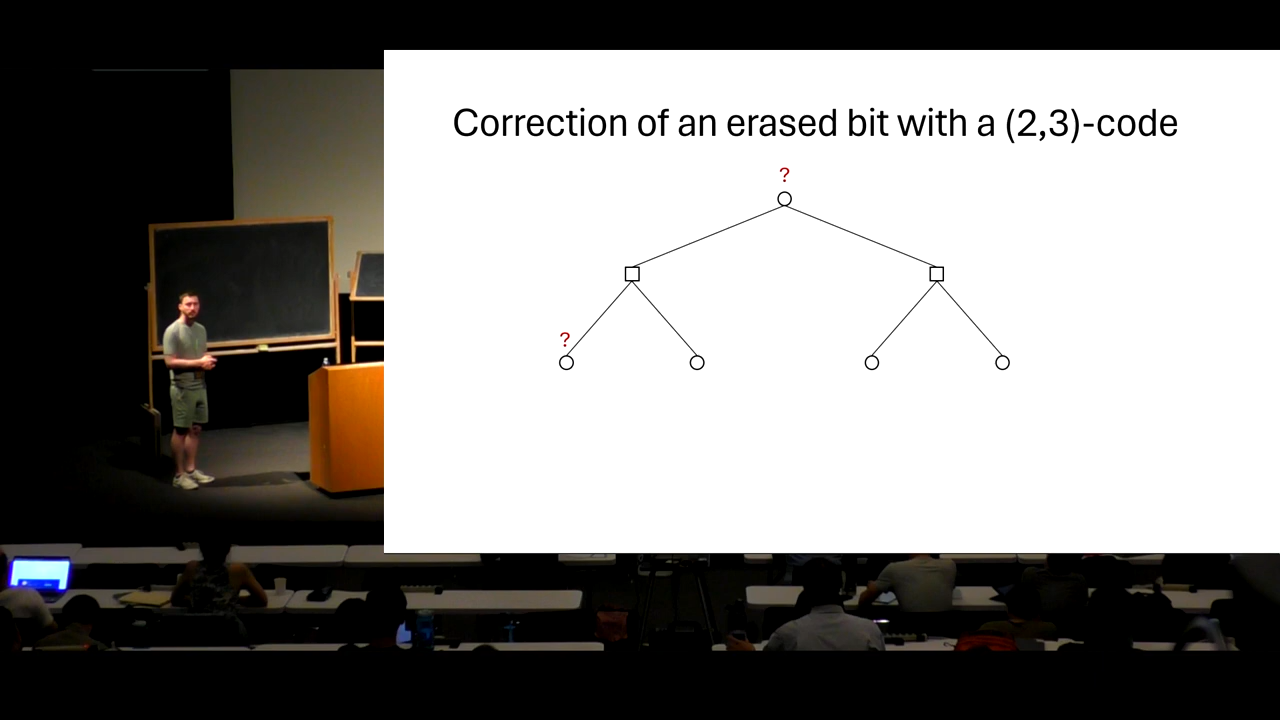 Correction of an erased bit with a (2,3)-code
?
?